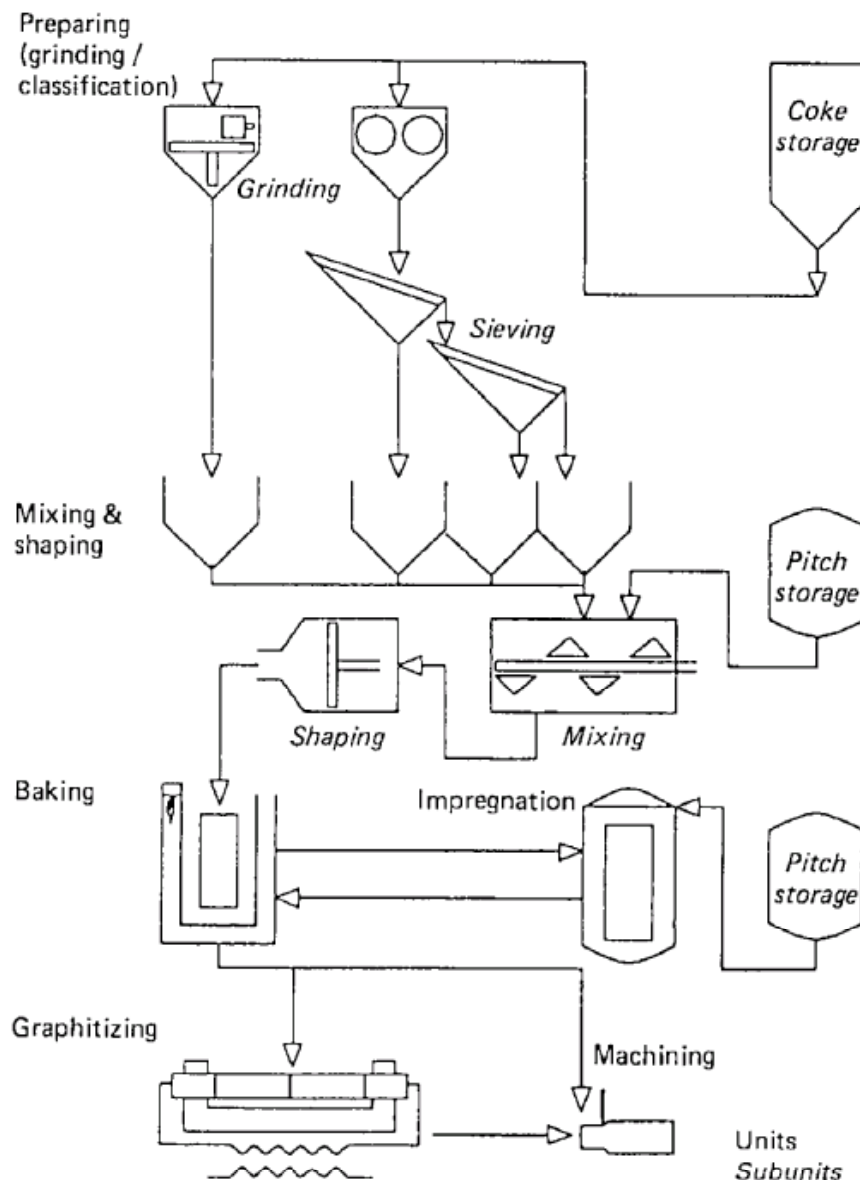 Preparing
(grinding /
classification)
Coke
storage
Grinding
Sieving
Mixing &
shaping
Pitch
storage
Shaping
Mixing
Baking
Impregnation
Pitch
storage
Graphitizing
Machining
Units
Subunits